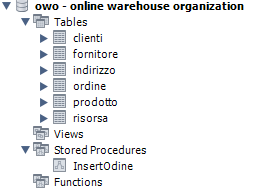 owo - online warehouse organization
Tables
clienti
fornitore
indirizzo
ordine
prodotto
risorsa
Views
Stored Procedures
InsertOdine
Functions